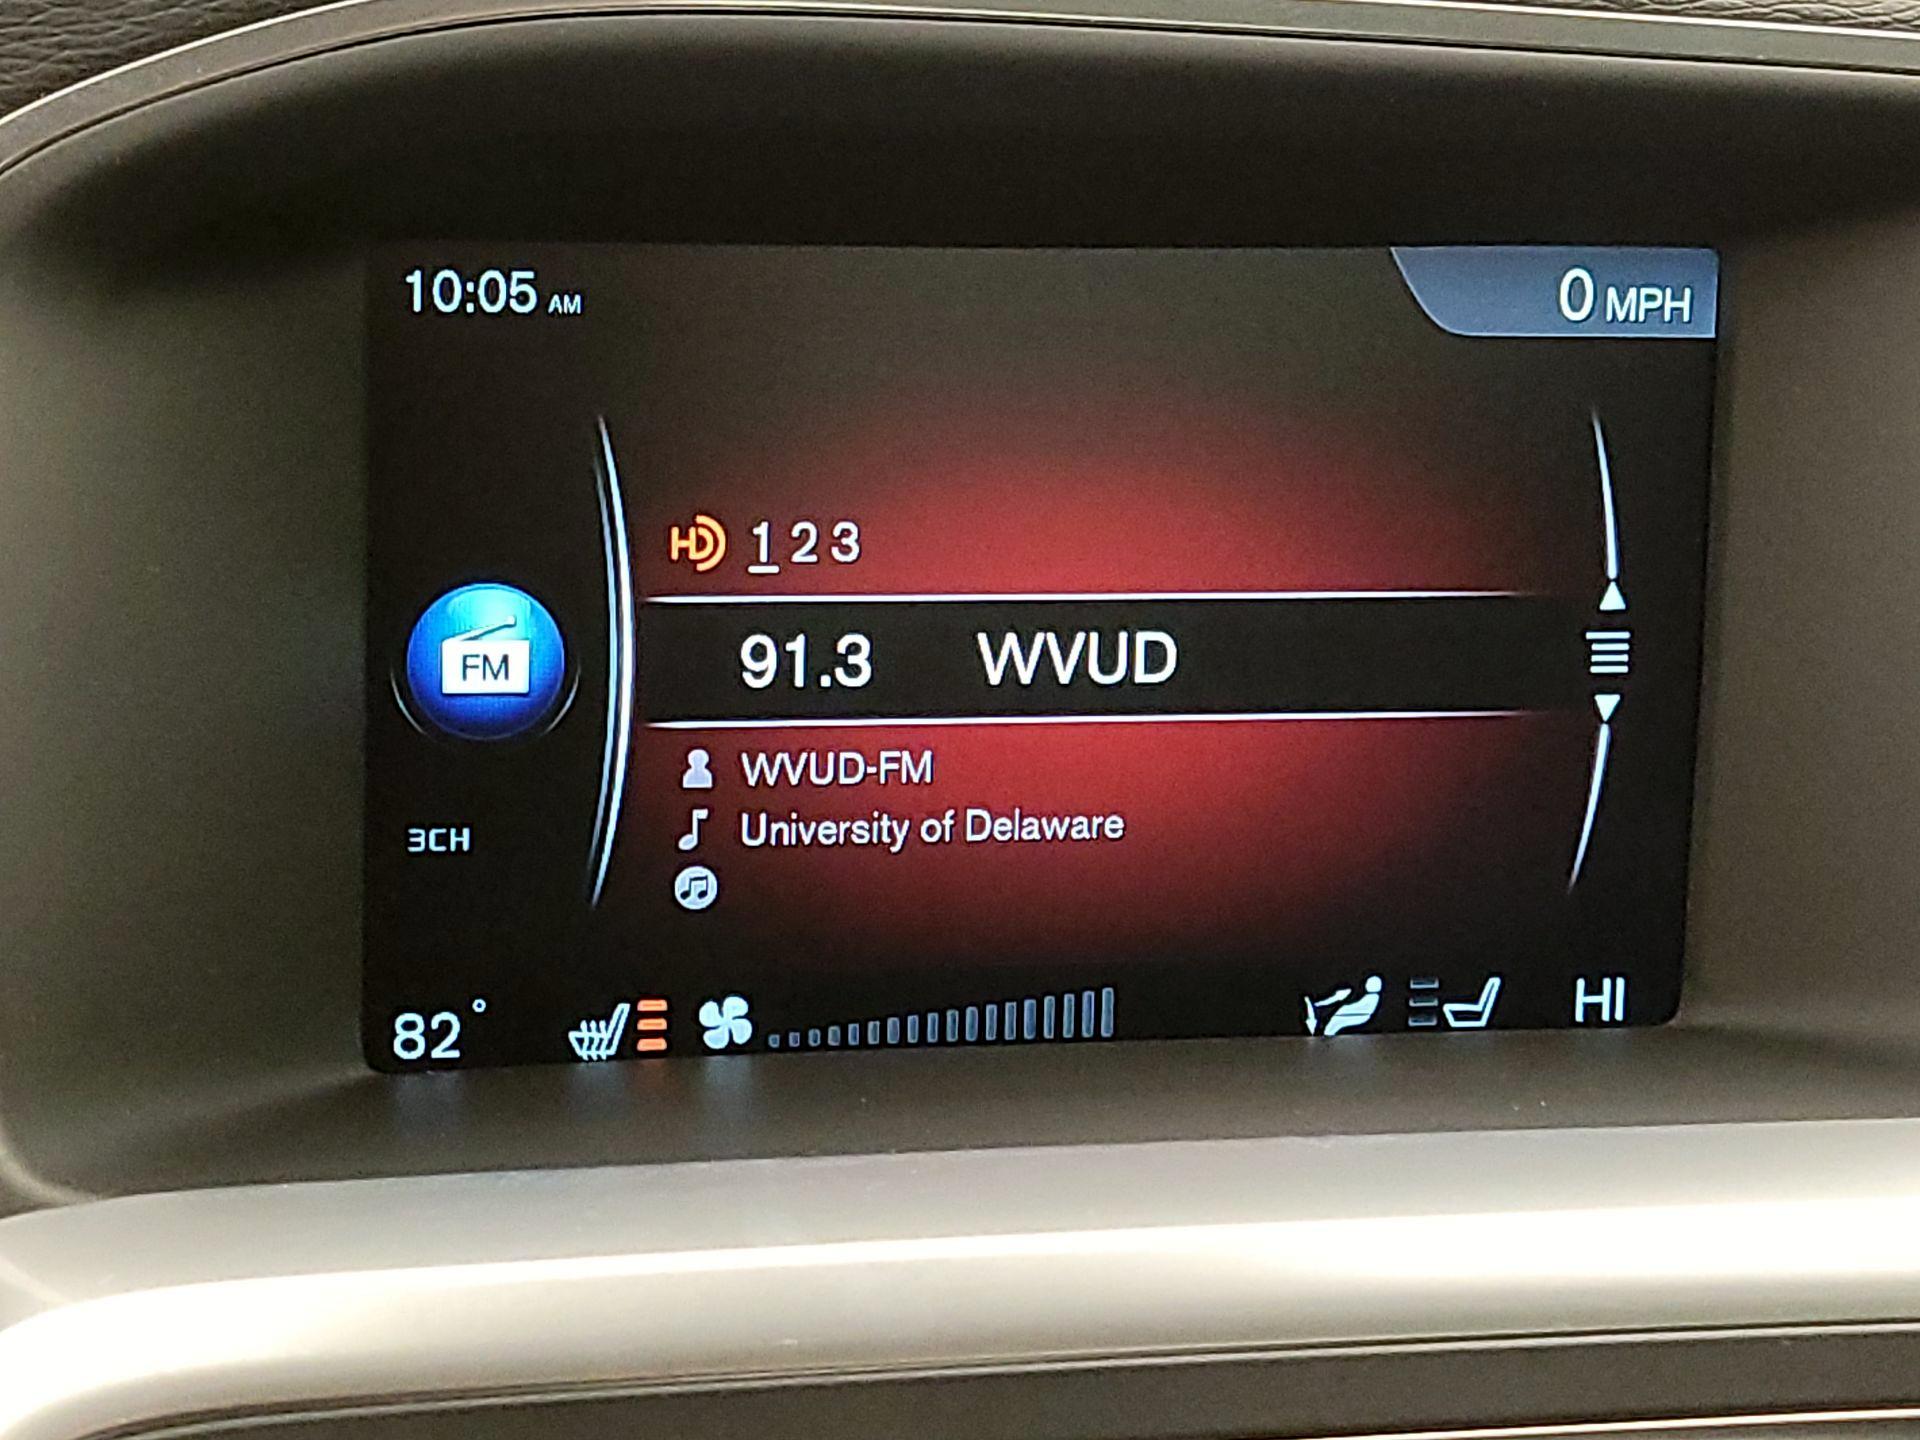 10:05 AM
0 MPH
HD 1 2 3
FM
91.3 WVUD
WVUD-FM
University of Delaware
3CH
82°
HI